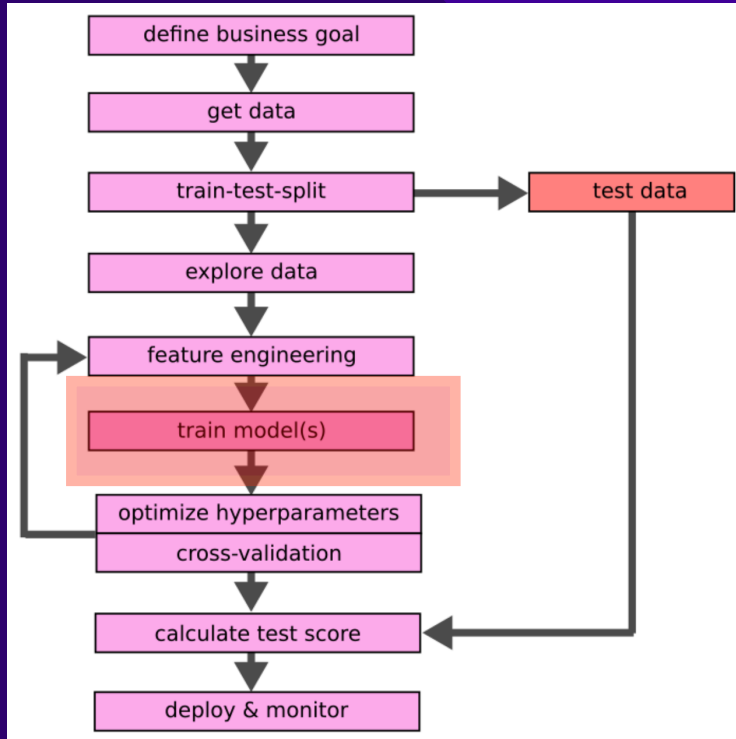 define business goal
get data
train-test-split
test data
explore data
feature engineering
train model(s)
optimize hyperparameters
cross-validation
calculate test score
deploy & monitor